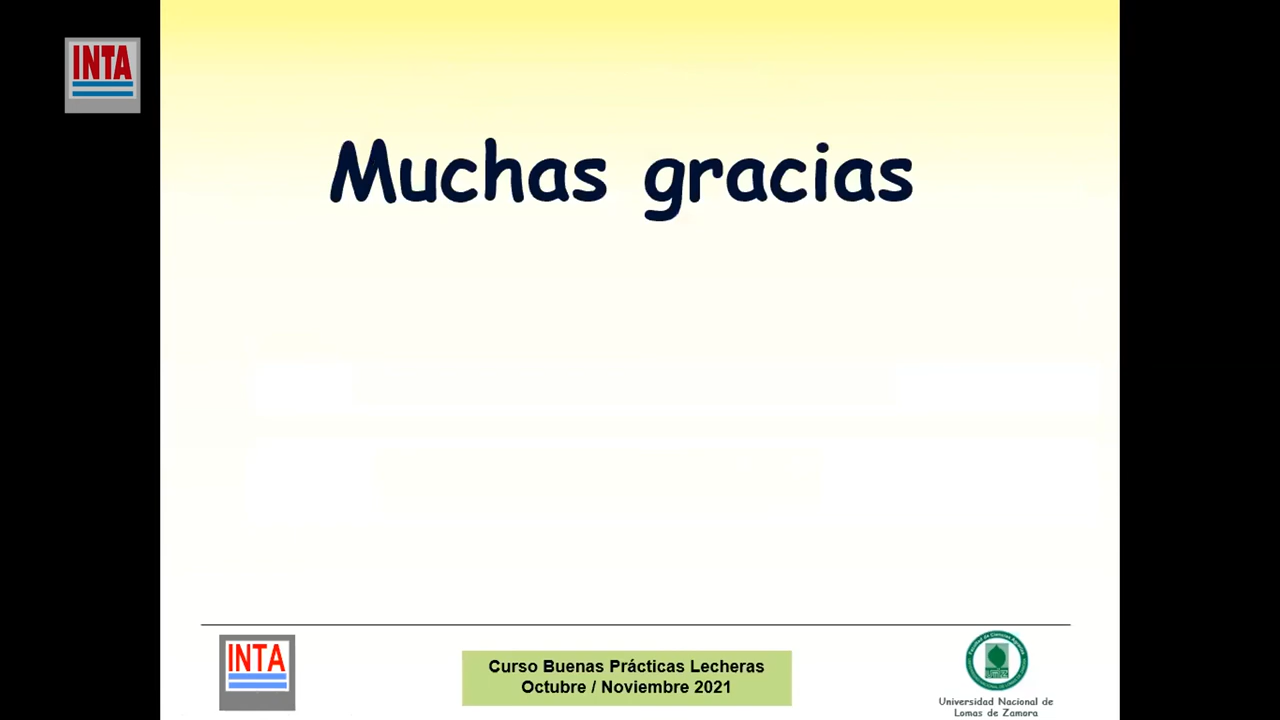 INTA
Muchas gracias
INTA
Curso Buenas Prácticas Lecheras
Octubre / Noviembre 2021
Universidad Nacional de
Lomas de Zamora